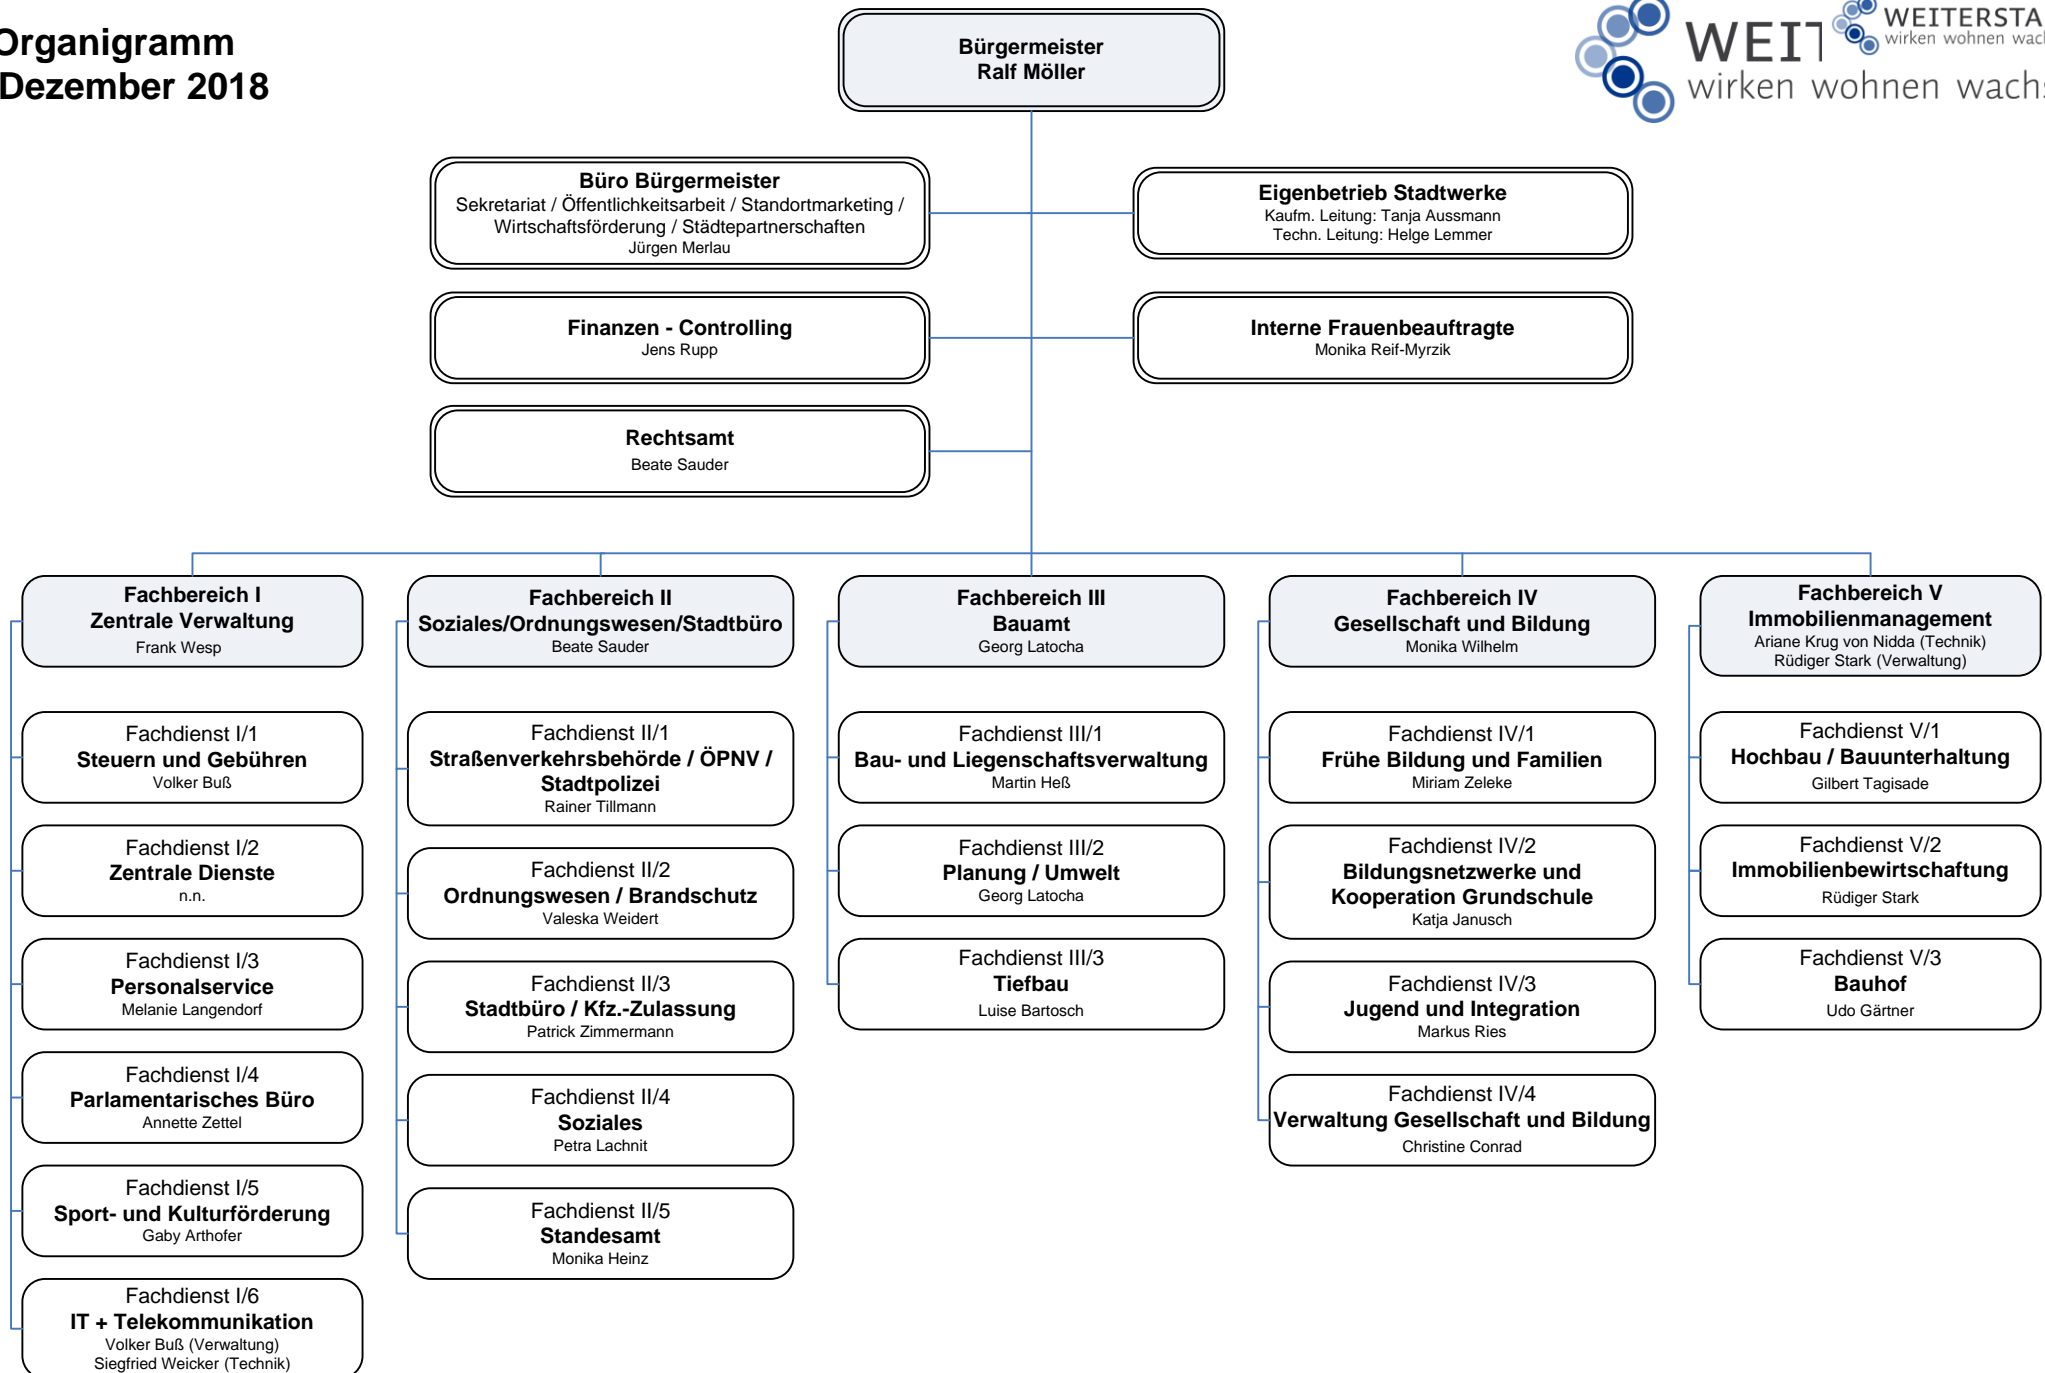 Organigramm
Dezember 2018
Bürgermeister
Ralf Möller
WEIT
wirken wohnen wachs
WEITERSTA
wirken wohnen wach
Büro Bürgermeister
Sekretariat / Öffentlichkeitsarbeit / Standortmarketing /
Wirtschaftsförderung / Städtepartnerschaften
Jürgen Merlau
Eigenbetrieb Stadtwerke
Kaufm. Leitung: Tanja Aussmann
Techn. Leitung: Helge Lemmer
Finanzen - Controlling
Jens Rupp
Interne Frauenbeauftragte
Monika Reif-Myrzik
Rechtsamt
Beate Sauder
Fachbereich I
Zentrale Verwaltung
Frank Wesp
Fachdienst I/1
Steuern und Gebühren
Volker Buß
Fachdienst I/2
Zentrale Dienste
n.n.
Fachdienst I/3
Personalservice
Melanie Langendorf
Fachdienst I/4
Parlamentarisches Büro
Annette Zettel
Fachdienst I/5
Sport- und Kulturförderung
Gaby Arthofer
Fachdienst I/6
IT + Telekommunikation
Volker Buß (Verwaltung)
Siegfried Weicker (Technik)
Fachbereich II
Soziales/Ordnungswesen/Stadtbüro
Beate Sauder
Fachdienst II/1
Straßenverkehrsbehörde / ÖPNV /
Stadtpolizei
Rainer Tillmann
Fachdienst II/2
Ordnungswesen / Brandschutz
Valeska Weidert
Fachdienst II/3
Stadtbüro / Kfz.-Zulassung
Patrick Zimmermann
Fachdienst II/4
Soziales
Petra Lachnit
Fachdienst II/5
Standesamt
Monika Heinz
Fachbereich III
Bauamt
Georg Latocha
Fachdienst III/1
Bau- und Liegenschaftsverwaltung
Martin Heß
Fachdienst III/2
Planung / Umwelt
Georg Latocha
Fachdienst III/3
Tiefbau
Luise Bartosch
Fachbereich IV
Gesellschaft und Bildung
Monika Wilhelm
Fachdienst IV/1
Frühe Bildung und Familien
Miriam Zeleke
Fachdienst IV/2
Bildungsnetzwerke und
Kooperation Grundschule
Katja Janusch
Fachdienst IV/3
Jugend und Integration
Markus Ries
Fachdienst IV/4
Verwaltung Gesellschaft und Bildung
Christine Conrad
Fachbereich V
Immobilienmanagement
Ariane Krug von Nidda (Technik)
Rüdiger Stark (Verwaltung)
Fachdienst V/1
Hochbau / Bauunterhaltung
Gilbert Tagisade
Fachdienst V/2
Immobilienbewirtschaftung
Rüdiger Stark
Fachdienst V/3
Bauhof
Udo Gärtner